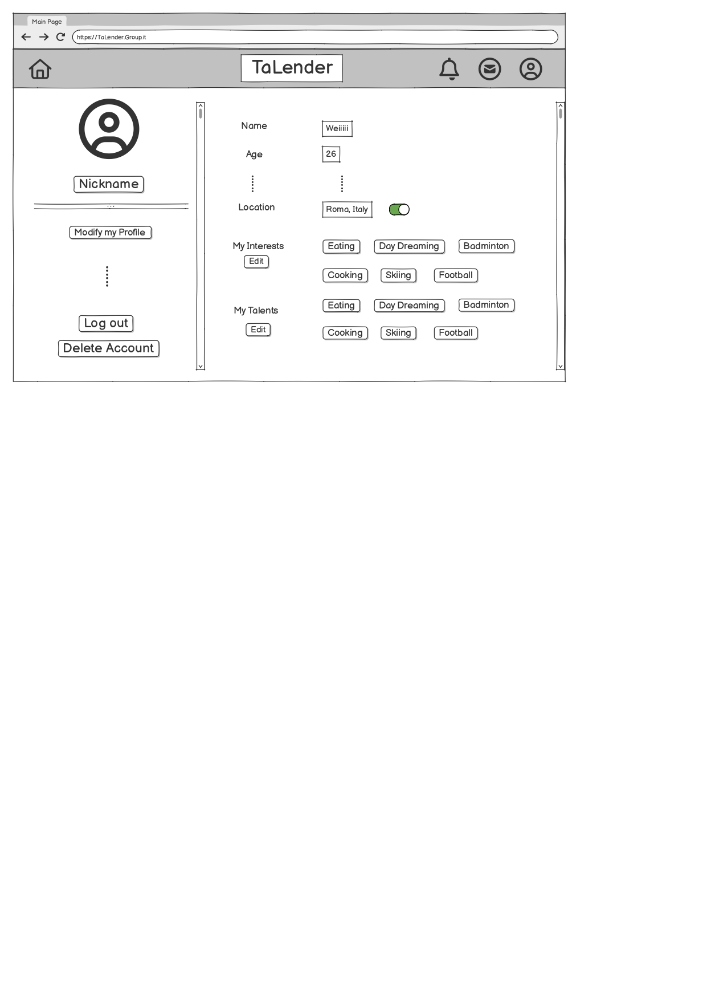 Main Page
https://TaLender.Group.it
TaLender
Nickname
Modify my Profile
Log out
Delete Account
Name Weiiiii
Age 26
Location Roma, Italy
My Interests Eating Day Dreaming Badminton
Edit
Cooking Skiing Football
My Talents Eating Day Dreaming Badminton
Edit Cooking Skiing Football